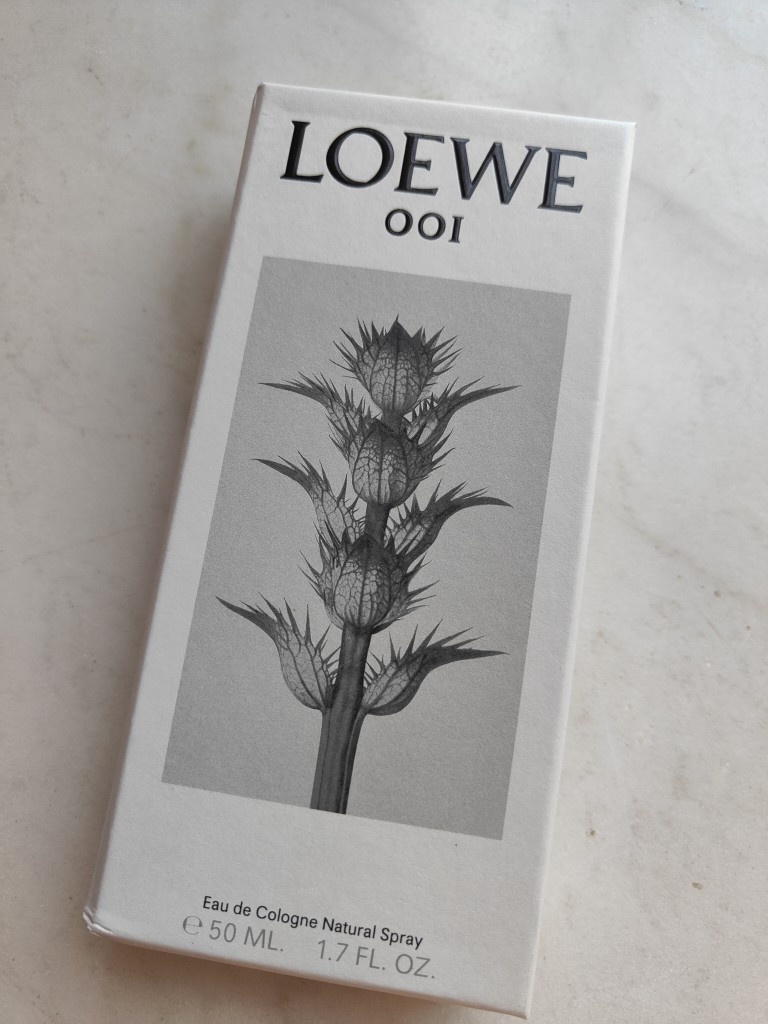 LOEWE
001
Eau de Cologne Natural Spray
℮ 50 ML. 1.7 FL. OZ.